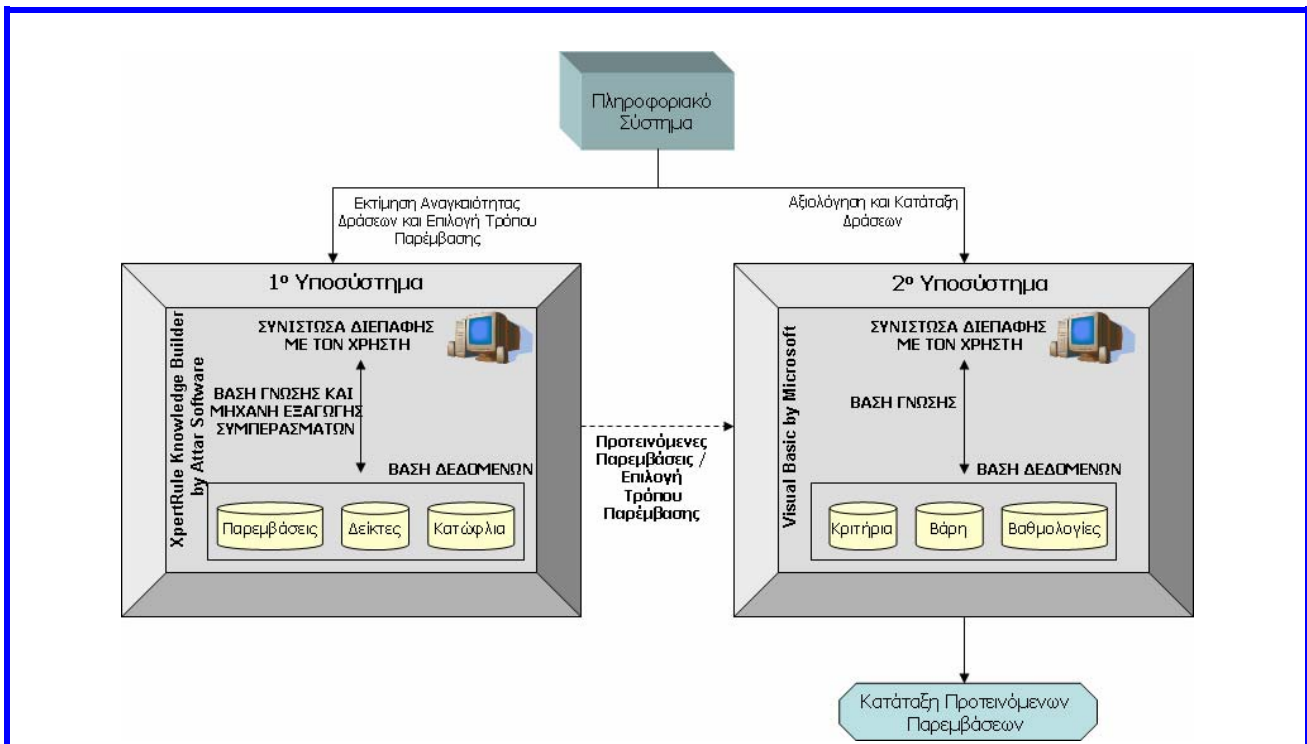 Πληροφοριακό
Σύστημα
Εκτίμηση Αναγκαιότητας
Δράσεων και Επιλογή Τρόπου
Παρέμβασης
Αξιολόγηση και Κατάταξη
Δράσεων
1ο Υποσύστημα
XpertRule Knowledge Builder
by Attar Software
ΣΥΝΙΣΤΩΣΑ ΔΙΕΠΑΦΗΣ
ΜΕ ΤΟΝ ΧΡΗΣΤΗ
ΒΑΣΗ ΓΝΩΣΗΣ ΚΑΙ
ΜΗΧΑΝΗ ΕΞΑΓΩΓΗΣ
ΣΥΜΠΕΡΑΣΜΑΤΩΝ
ΒΑΣΗ ΔΕΔΟΜΕΝΩΝ
Παρεμβάσεις
Δείκτες
Κατώφλια
Προτεινόμενες
Παρεμβάσεις /
Επιλογή
Τρόπου
Παρέμβασης
2ο Υποσύστημα
Visual Basic by Microsoft
ΣΥΝΙΣΤΩΣΑ ΔΙΕΠΑΦΗΣ
ΜΕ ΤΟΝ ΧΡΗΣΤΗ
ΒΑΣΗ ΓΝΩΣΗΣ
ΒΑΣΗ ΔΕΔΟΜΕΝΩΝ
Κριτήρια
Βάρη
Βαθμολογίες
Κατάταξη Προτεινόμενων
Παρεμβάσεων